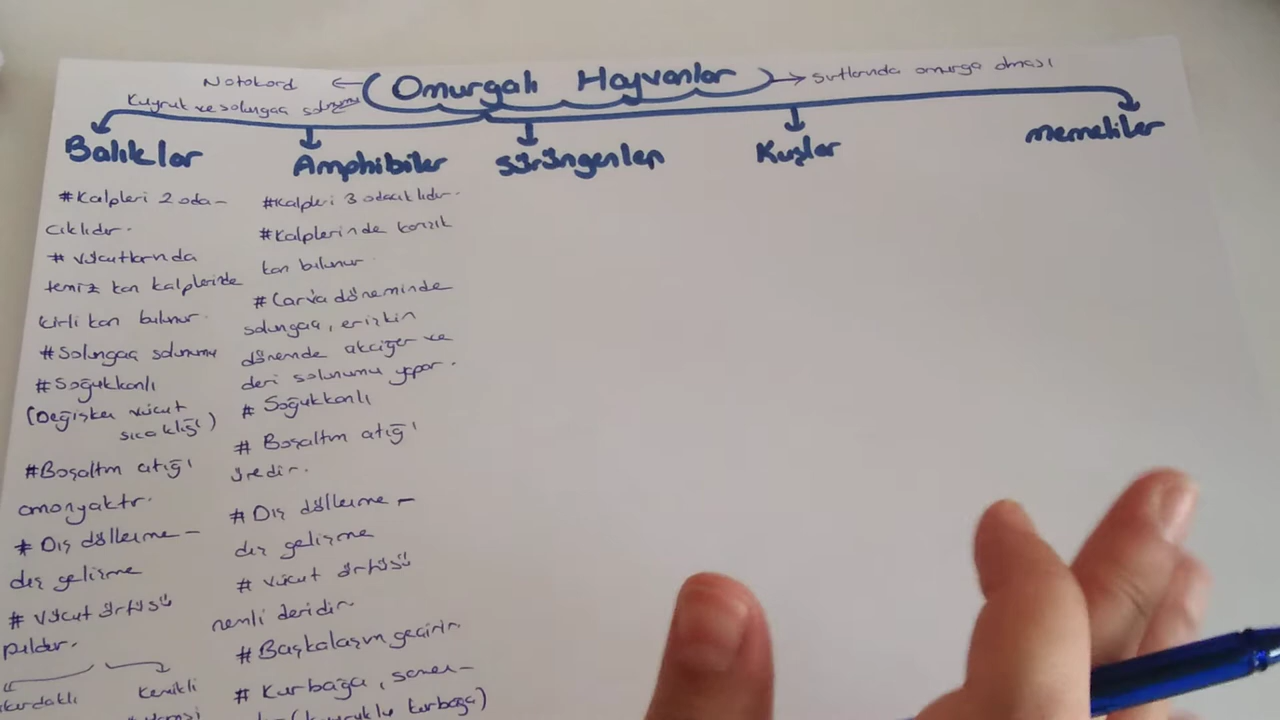 Notokord ← (Omurgalı Hayvanlar) → sırtlarında omurga olması
Kuyruk ve solungaç solunumu
Balıklar
#Kalpleri 2 oda-
cıklıdır.
# Vücutlarında
temiz kan kalplerinde
kirli kan bulunur.
#Solungaç solunumu
#Soğukkanlı
(Değişken vücut
sıcaklığı)
#Boşaltım atığı
amonyaktır.
# Dış döllenme –
dış gelişme
# Vücut örtüsü
puldur.
Kıkırdaklı
Kemikli
Amphibiler
#Kalpleri 3 odacıklıdır.
#Kalplerinde karışık
kan bulunur
# Larva döneminde
solungaç, erişkin
dönemde akciğer ve
deri solunumu yapar.
# Soğukkanlı
# Boşaltım atığı
üredir.
# Dış döllenme –
dış gelişme
# Vücut örtüsü
nemli deridir.
#Başkalaşım geçirir.
# Kurbağa, semen-
(kuyruklu kurbağa)
Sürüngenler
Kuşlar
memeliler